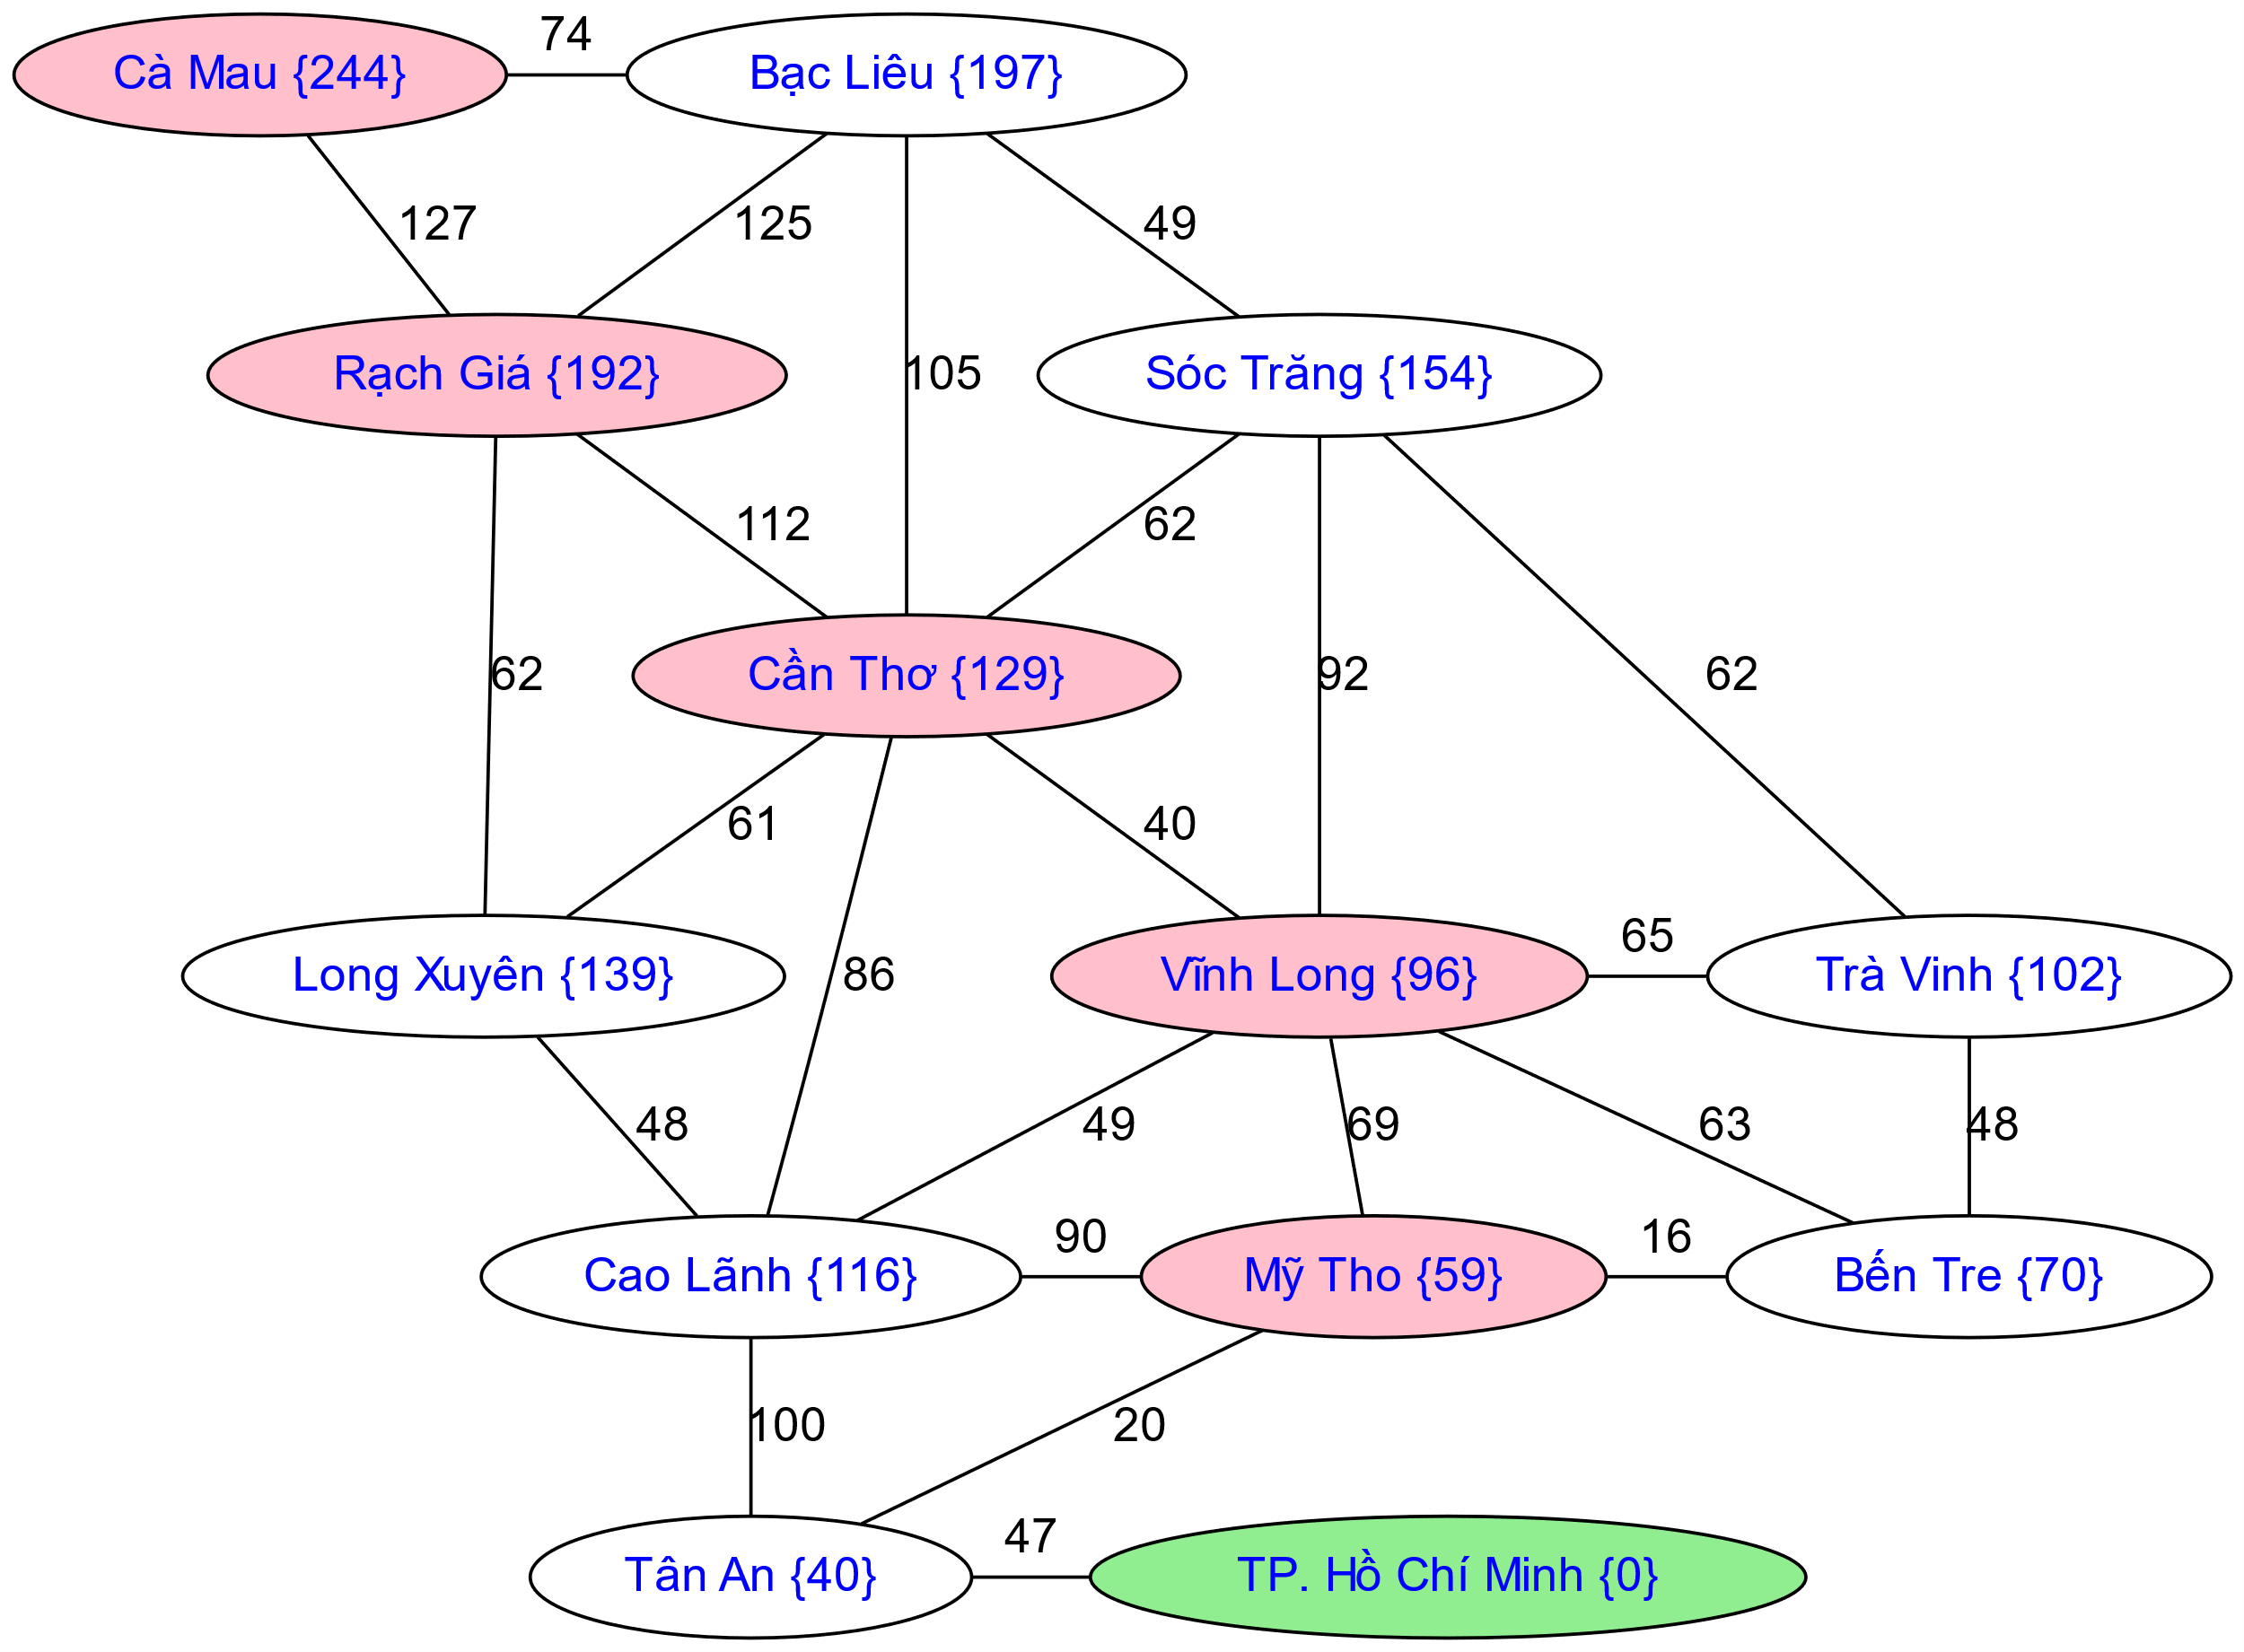 74
Cà Mau {244}
Bạc Liêu {197}
127
125
49
Rạch Giá {192}
105
Sóc Trăng {154}
112
62
62
Cần Thơ {129}
92
62
61
40
65
Long Xuyên {139}
86
Vĩnh Long {96}
Trà Vinh {102}
48
49
69
63
48
90
16
Cao Lãnh {116}
Mỹ Tho {59}
Bến Tre {70}
100
20
47
Tân An {40}
TP. Hồ Chí Minh {0}